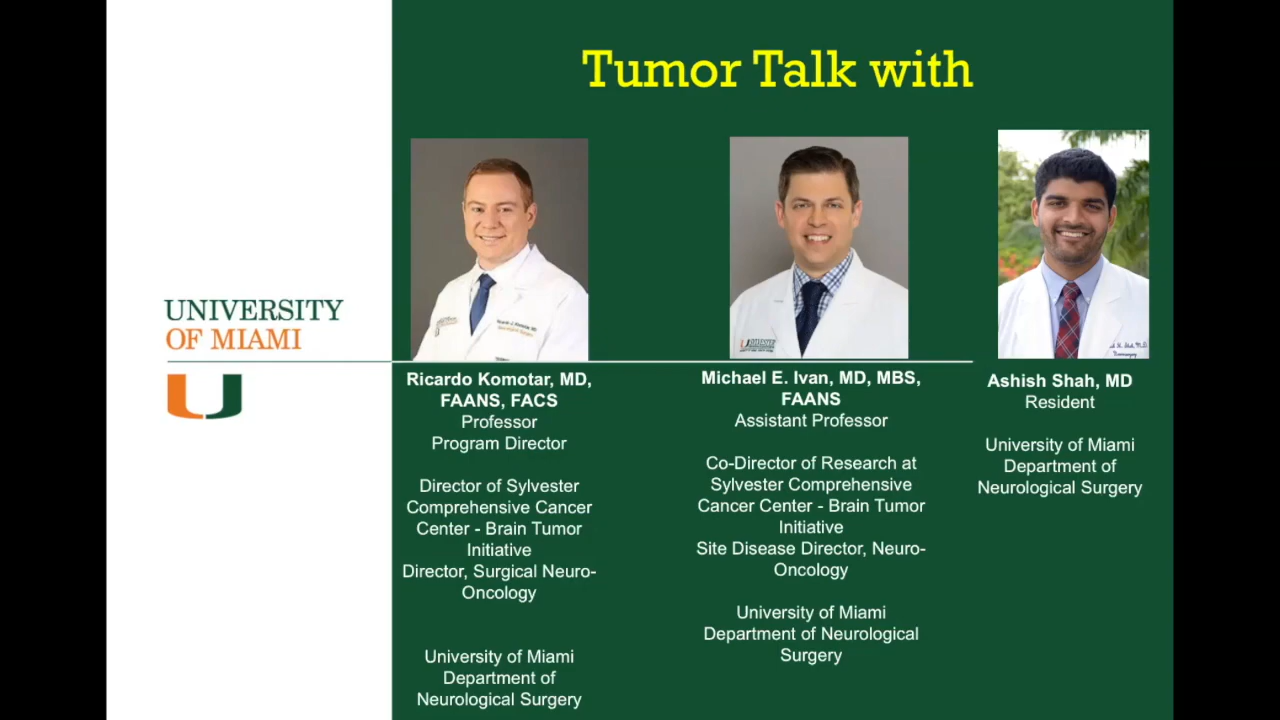 Tumor Talk with
UNIVERSITY
OF MIAMI
Ricardo Komotar, MD,
FAANS, FACS
Professor
Program Director
Director of Sylvester
Comprehensive Cancer
Center - Brain Tumor
Initiative
Director, Surgical Neuro-
Oncology
University of Miami
Department of
Neurological Surgery
Michael E. Ivan, MD, MBS,
FAANS
Assistant Professor
Co-Director of Research at
Sylvester Comprehensive
Cancer Center - Brain Tumor
Initiative
Site Disease Director, Neuro-
Oncology
University of Miami
Department of Neurological
Surgery
Ashish Shah, MD
Resident
University of Miami
Department of
Neurological Surgery